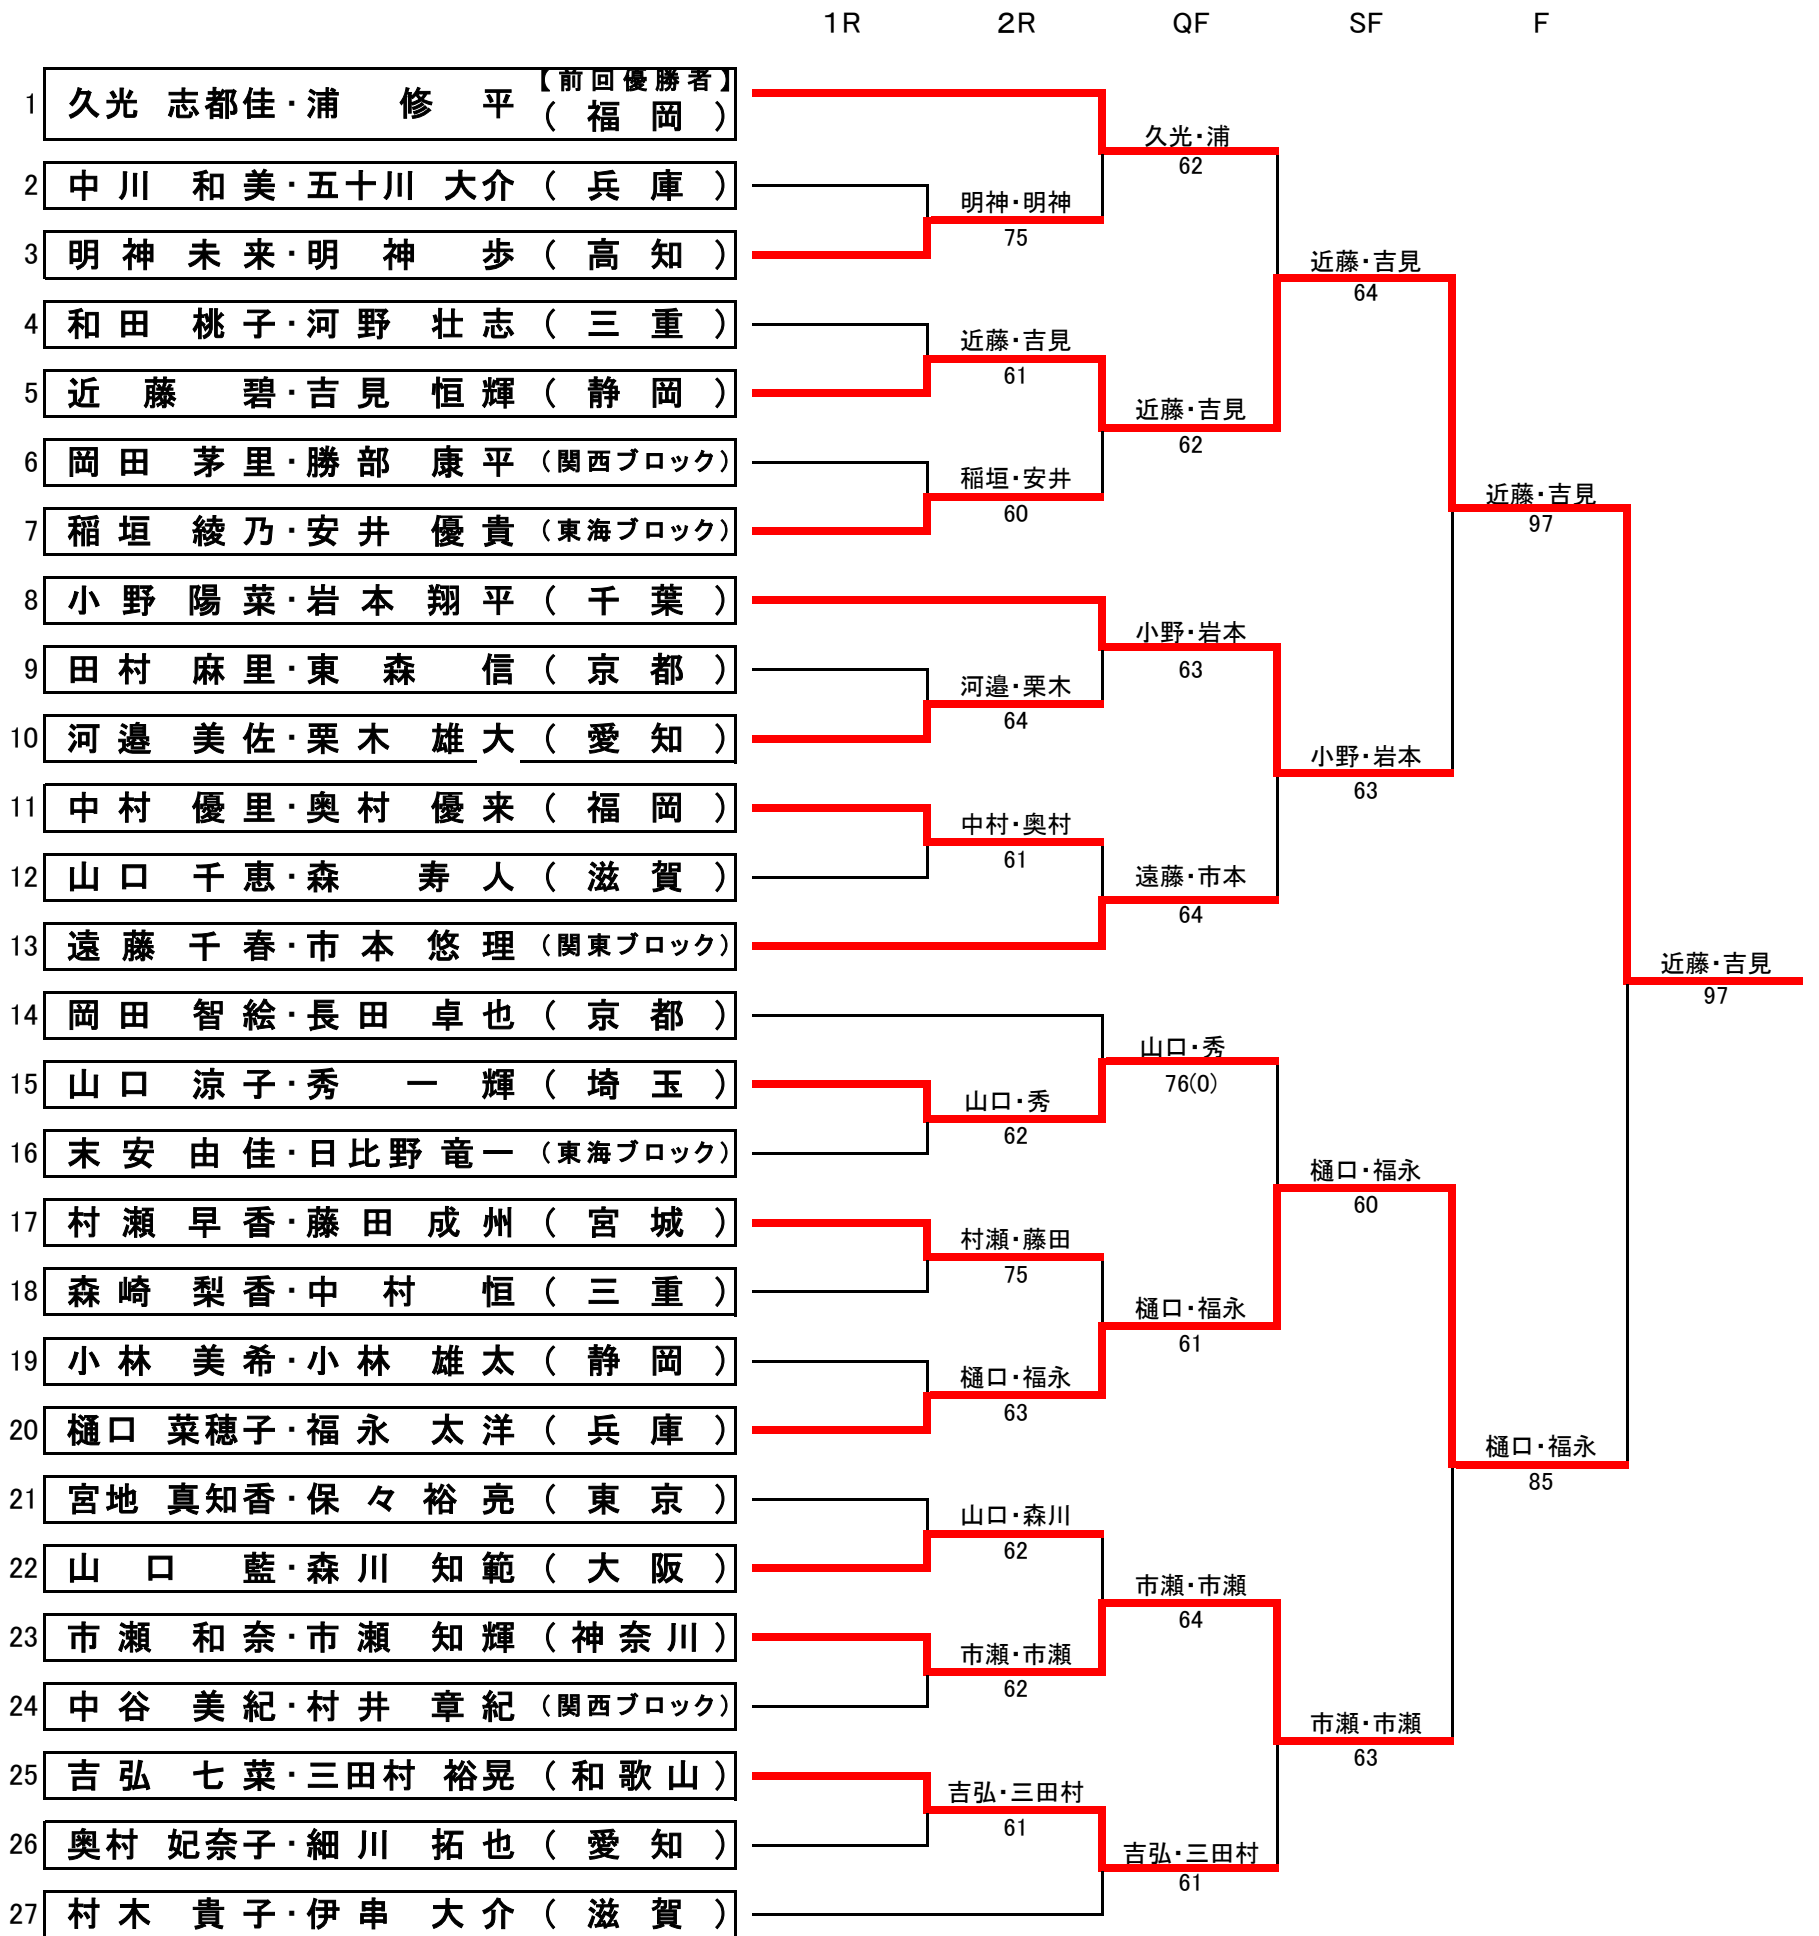 1R 2R QF SF F
1 久光 志都佳・浦 修平 【前回優勝者】(福岡)
久光・浦
62
2 中川 和美・五十川 大介 (兵庫)
明神・明神
75
3 明神 未来・明神 歩 (高知)
近藤・吉見
64
4 和田 桃子・河野 壮志 (三重)
近藤・吉見
61
5 近藤 碧・吉見 恒輝 (静岡)
近藤・吉見
62
6 岡田 茅里・勝部 康平 (関西ブロック)
稲垣・安井
60
近藤・吉見
97
7 稲垣 綾乃・安井 優貴 (東海ブロック)
8 小野 陽菜・岩本 翔平 (千葉)
小野・岩本
63
9 田村 麻里・東森 信 (京都)
河邉・栗木
64
10 河邉 美佐・栗木 雄大 (愛知)
小野・岩本
63
11 中村 優里・奥村 優来 (福岡)
中村・奥村
61
12 山口 千恵・森 寿人 (滋賀)
遠藤・市本
64
13 遠藤 千春・市本 悠理 (関東ブロック)
近藤・吉見
97
14 岡田 智絵・長田 卓也 (京都)
山口・秀
76(0)
15 山口 涼子・秀 一輝 (埼玉)
山口・秀
62
16 末安 由佳・日比野 竜一 (東海ブロック)
樋口・福永
60
17 村瀬 早香・藤田 成州 (宮城)
村瀬・藤田
75
18 森崎 梨香・中村 恒 (三重)
樋口・福永
61
19 小林 美希・小林 雄太 (静岡)
樋口・福永
63
20 樋口 菜穂子・福永 太洋 (兵庫)
樋口・福永
85
21 宮地 真知香・保々 裕亮 (東京)
山口・森川
62
22 山口 藍・森川 知範 (大阪)
市瀬・市瀬
64
23 市瀬 和奈・市瀬 知輝 (神奈川)
市瀬・市瀬
62
24 中谷 美紀・村井 章紀 (関西ブロック)
市瀬・市瀬
63
25 吉弘 七菜・三田村 裕晃 (和歌山)
吉弘・三田村
61
26 奥村 妃奈子・細川 拓也 (愛知)
吉弘・三田村
61
27 村木 貴子・伊串 大介 (滋賀)